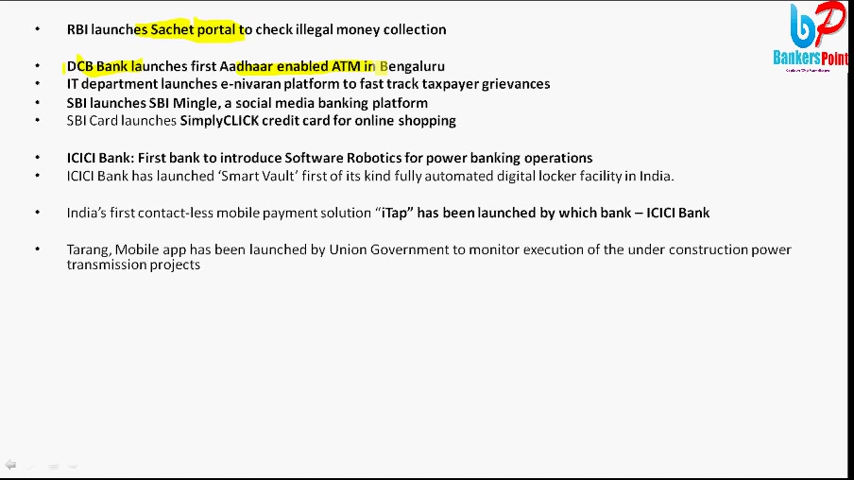 • RBI launches Sachet portal to check illegal money collection
• DCB Bank launches first Aadhaar enabled ATM in Bengaluru
• IT department launches e-nivaran platform to fast track taxpayer grievances
• SBI launches SBI Mingle, a social media banking platform
• SBI Card launches SimplyCLICK credit card for online shopping
• ICICI Bank: First bank to introduce Software Robotics for power banking operations
• ICICI Bank has launched ‘Smart Vault’ first of its kind fully automated digital locker facility in India.
• India’s first contact-less mobile payment solution “iTap” has been launched by which bank – ICICI Bank
• Tarang, Mobile app has been launched by Union Government to monitor execution of the under construction power
transmission projects
bP
BankersPoint